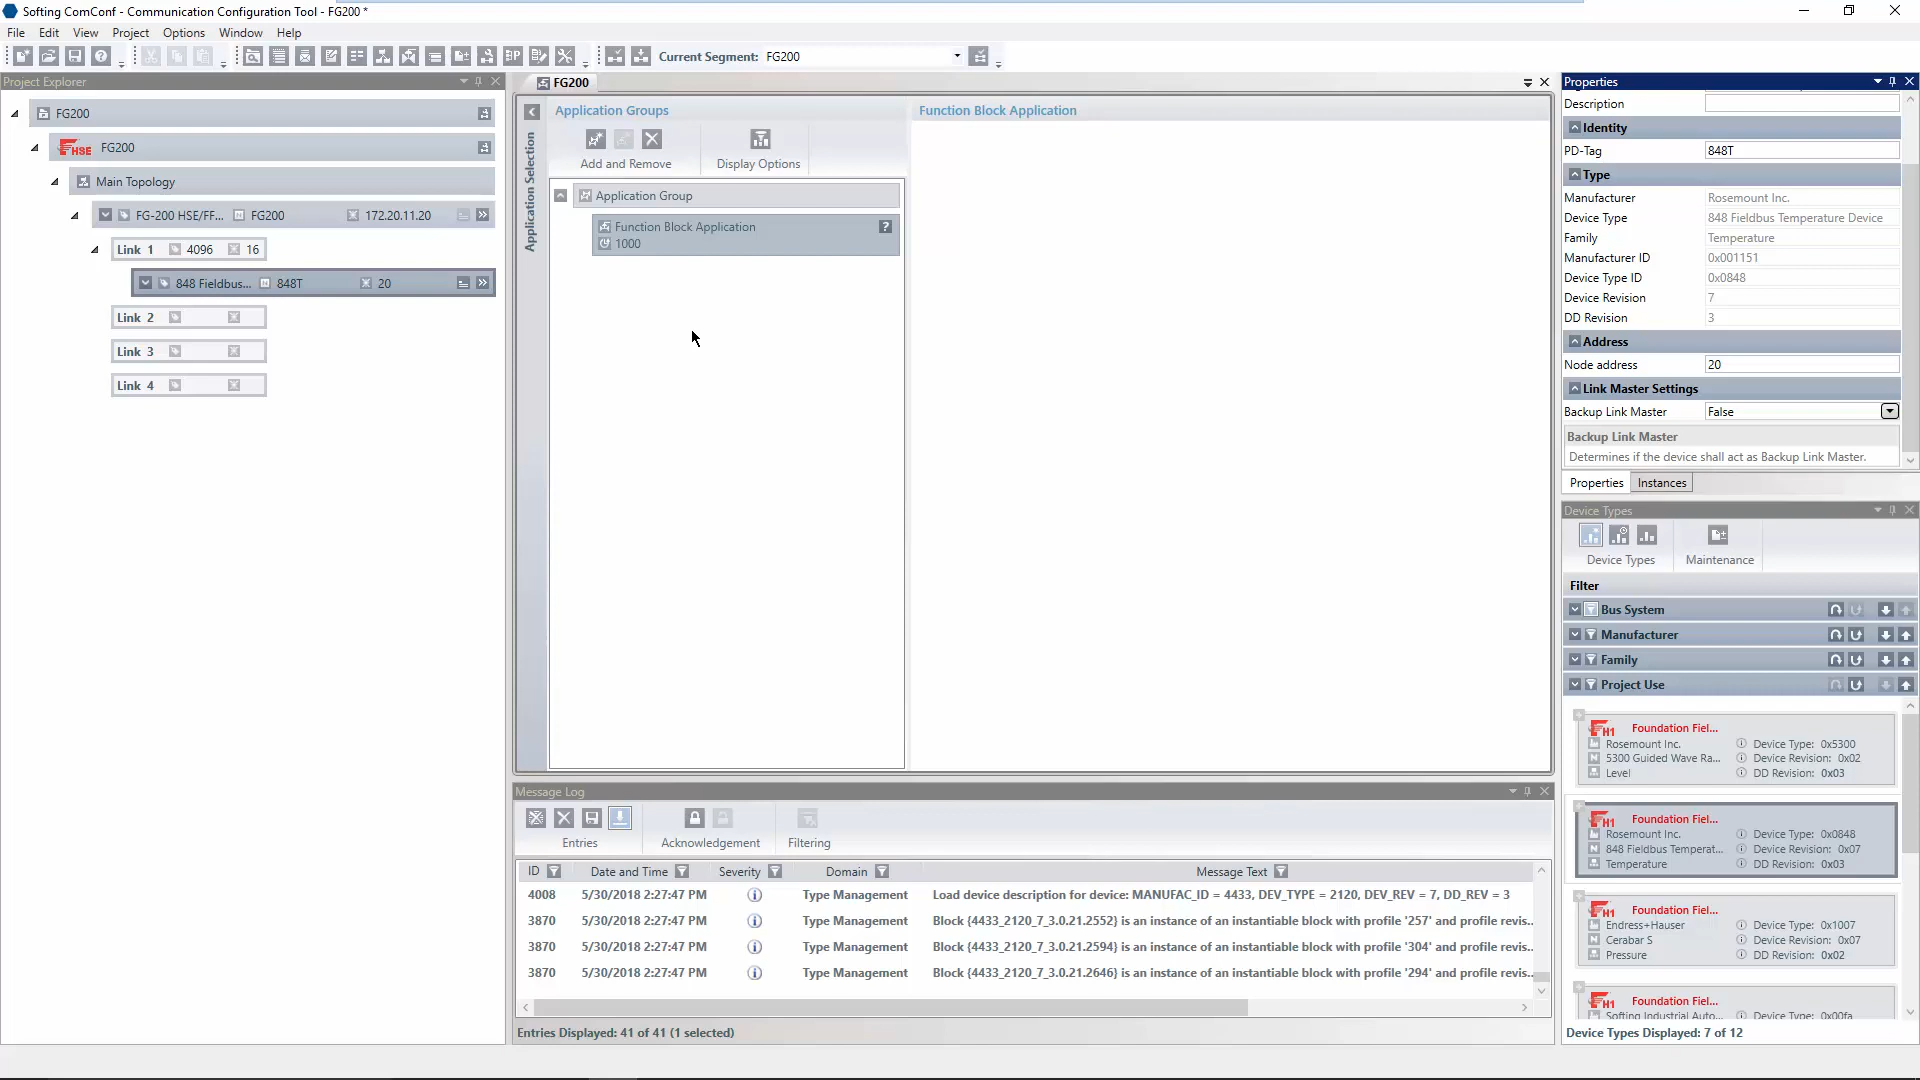 Softing ComConf - Communication Configuration Tool - FG200 *
File Edit View Project Options Window Help
Current Segment: FG200
Project Explorer
FG200
HSE FG200
Main Topology
FG-200 HSE/FF... FG200 172.20.11.20
Link 1 4096 16
848 Fieldbus... 848T 20
Link 2
Link 3
Link 4
FG200
Application Selection
Application Groups
Add and Remove Display Options
Application Group
Function Block Application ?
1000
Function Block Application
Message Log
Entries Acknowledgement Filtering
ID Date and Time Severity Domain Message Text
4008 5/30/2018 2:27:47 PM Type Management Load device description for device: MANUFAC_ID = 4433, DEV_TYPE = 2120, DEV_REV = 7, DD_REV = 3
3870 5/30/2018 2:27:47 PM Type Management Block {4433_2120_7_3.0.21.2552} is an instance of an instantiable block with profile '257' and profile revis..
3870 5/30/2018 2:27:47 PM Type Management Block {4433_2120_7_3.0.21.2594} is an instance of an instantiable block with profile '304' and profile revis..
3870 5/30/2018 2:27:47 PM Type Management Block {4433_2120_7_3.0.21.2646} is an instance of an instantiable block with profile '294' and profile revis..
Entries Displayed: 41 of 41 (1 selected)
Properties
Description
Identity
PD-Tag 848T
Type
Manufacturer Rosemount Inc.
Device Type 848 Fieldbus Temperature Device
Family Temperature
Manufacturer ID 0x001151
Device Type ID 0x0848
Device Revision 7
DD Revision 3
Address
Node address 20
Link Master Settings
Backup Link Master False
Backup Link Master
Determines if the device shall act as Backup Link Master.
Properties Instances
Device Types
Device Types Maintenance
Filter
Bus System
Manufacturer
Family
Project Use
H1 Foundation Fiel...
Rosemount Inc. Device Type: 0x5300
5300 Guided Wave Ra... Device Revision: 0x02
Level DD Revision: 0x03
H1 Foundation Fiel...
Rosemount Inc. Device Type: 0x0848
848 Fieldbus Temperat... Device Revision: 0x07
Temperature DD Revision: 0x03
H1 Foundation Fiel...
Endress+Hauser Device Type: 0x1007
Cerabar S Device Revision: 0x07
Pressure DD Revision: 0x02
H1 Foundation Fiel...
Softing Industrial Auto... Device Type: 0x00fa
Device Types Displayed: 7 of 12